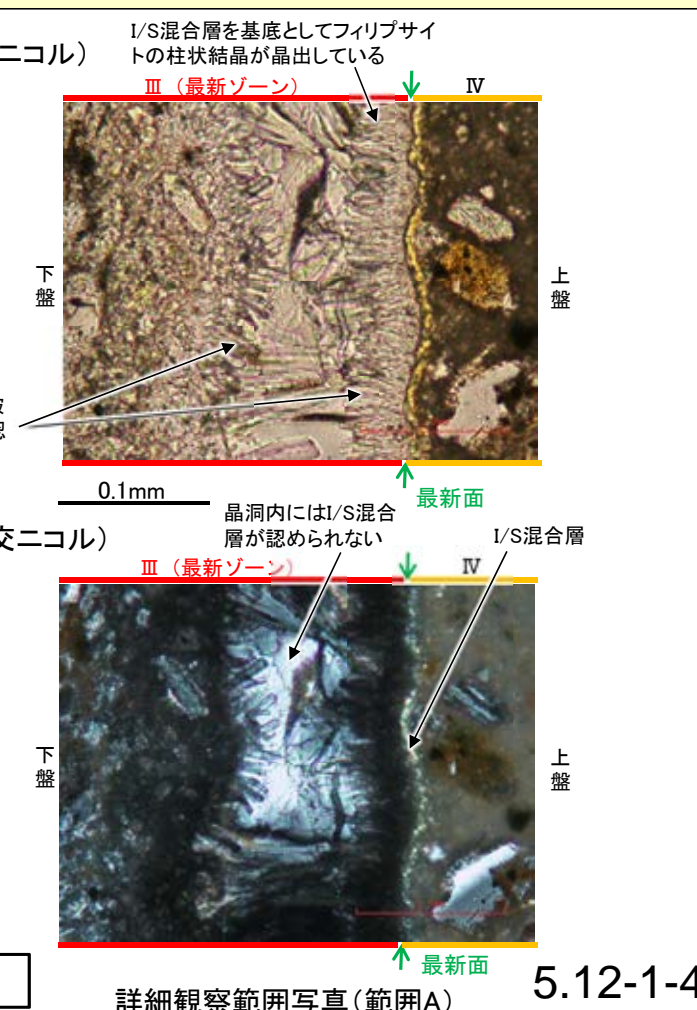 I/S混合層を基底としてフィリプサイ
トの柱状結晶が晶出している
ニコル)
Ⅲ（最新ゾーン）
Ⅳ
下
盤
上
盤
認
0.1mm
最新面
交ニコル)
晶洞内にはI/S混合
層が認められない
I/S混合層
Ⅲ（最新ゾーン）
Ⅳ
下
盤
上
盤
最新面
詳細観察範囲写真(範囲A)
5.12-1-4